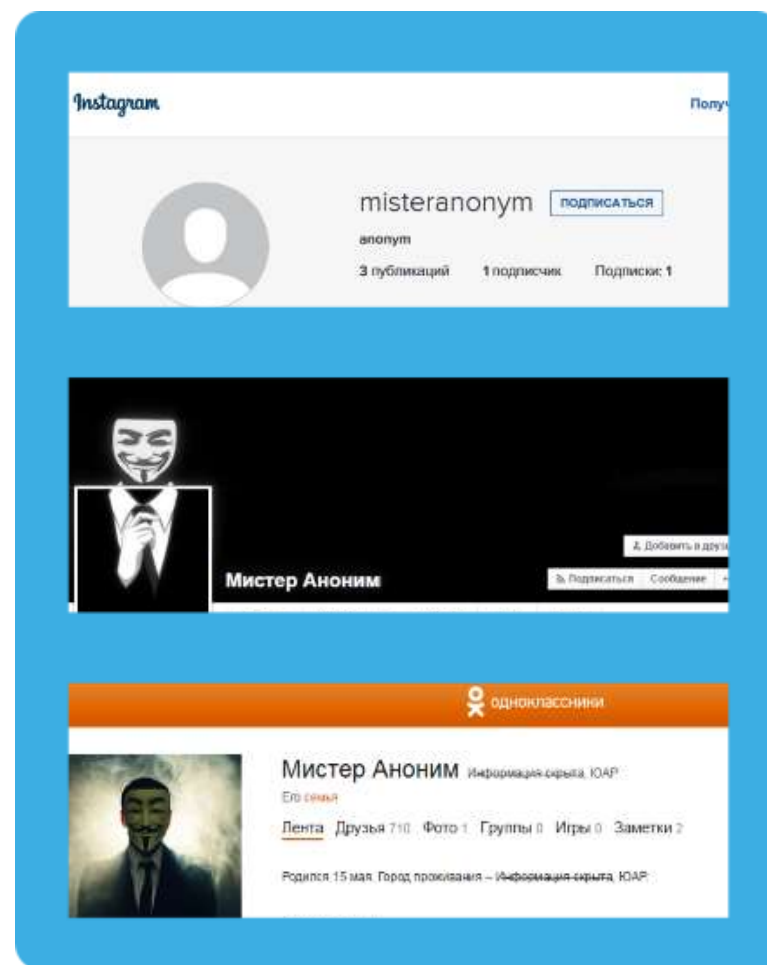 Instagram
Получ
misteranonym ПОДПИСАТЬСЯ
anonym
3 публикаций 1 подписчик Подписки: 1
Добавить в друзь
Мистер Аноним Подписаться Сообщение
одноклассники
Мистер Аноним Информация скрыта, ЮАР
Его семья
Лента Друзья 710 Фото 1 Группы 0 Игры 0 Заметки 2
Родился 15 мая. Город проживания – Информация скрыта, ЮАР